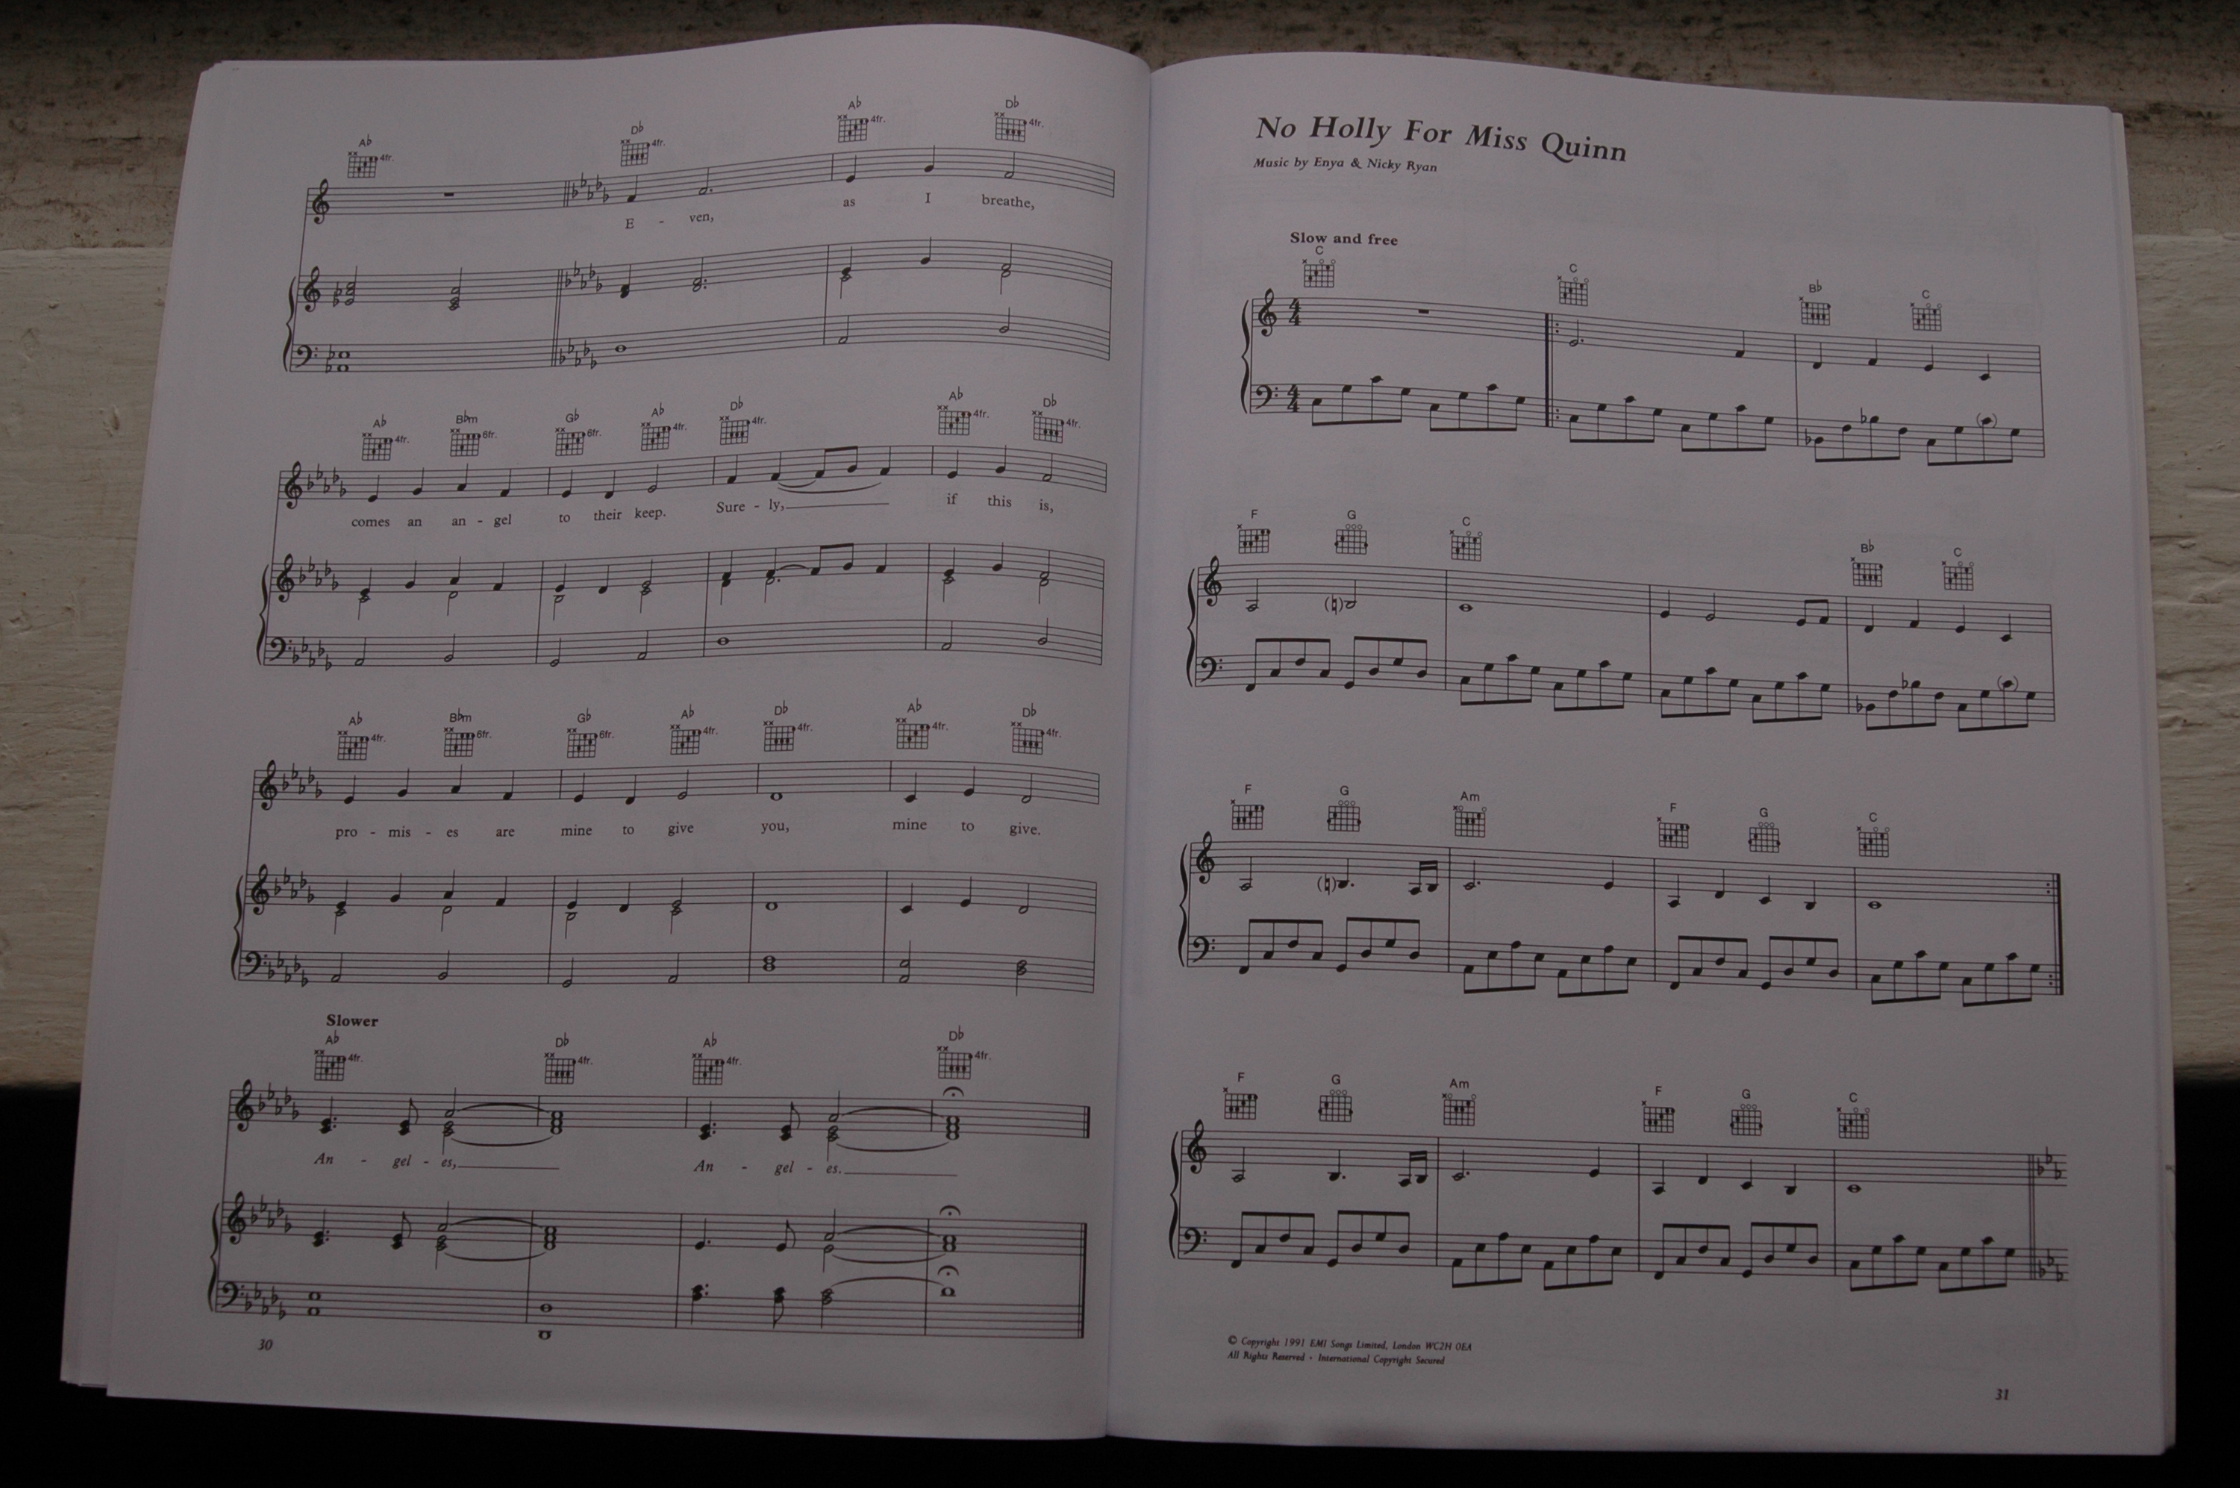 Ab Db Ab Db
4fr. 4fr. 4fr. 4fr.
E - ven, as I breathe,
Ab Bbm Gb Ab Db Ab Db
4fr. 6fr. 6fr. 4fr. 4fr. 4fr. 4fr.
comes an an - gel to their keep. Sure - ly, if this is,
Ab Bbm Gb Ab Db Ab Db
4fr. 6fr. 6fr. 4fr. 4fr. 4fr. 4fr.
pro - mis - es are mine to give you, mine to give.
Slower
Ab Db Ab Db
4fr. 4fr. 4fr. 4fr.
An - gel - es, An - gel - es.
30
No Holly For Miss Quinn
Music by Enya & Nicky Ryan
Slow and free
C C Bb C
4
4
4
4
F G C Bb C
F G Am F G C
F G Am F G C
© Copyright 1991 EMI Songs Limited, London WC2H 0EA
All Rights Reserved - International Copyright Secured
31